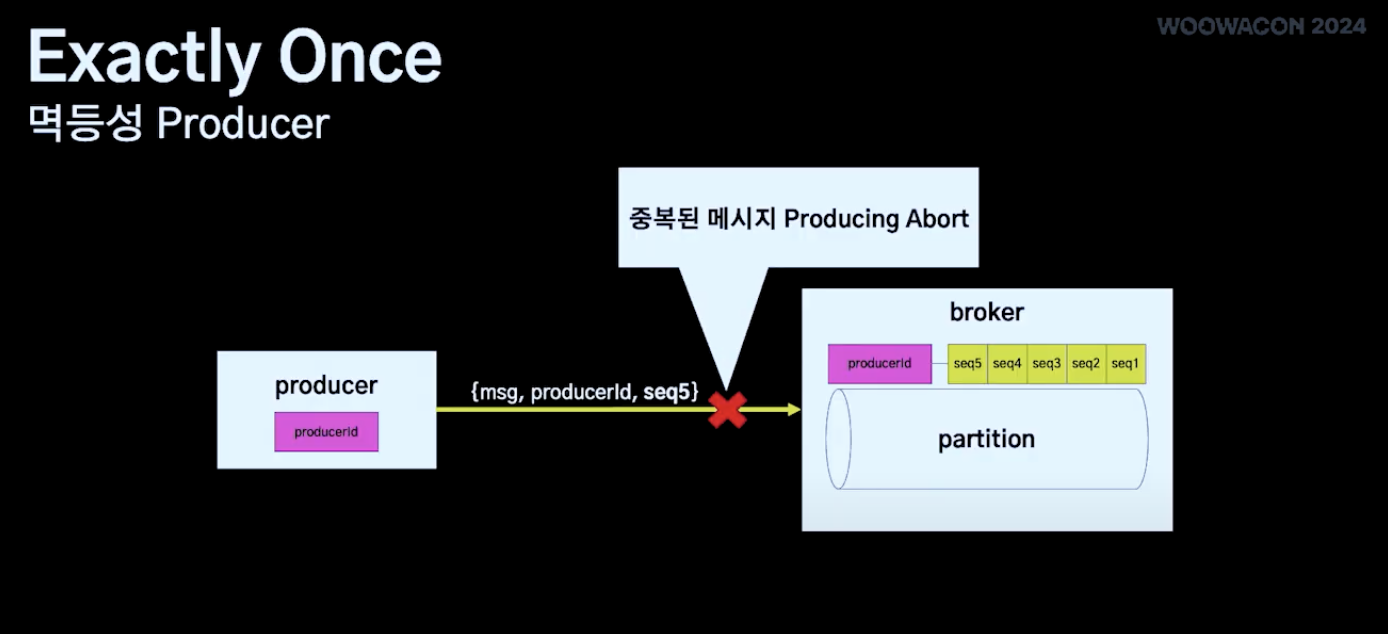 WOOWACON 2024
Exactly Once
멱등성 Producer
중복된 메시지 Producing Abort
broker
producerId
seq5 seq4 seq3 seq2 seq1
producer
{msg, producerId, seq5}
producerId
partition